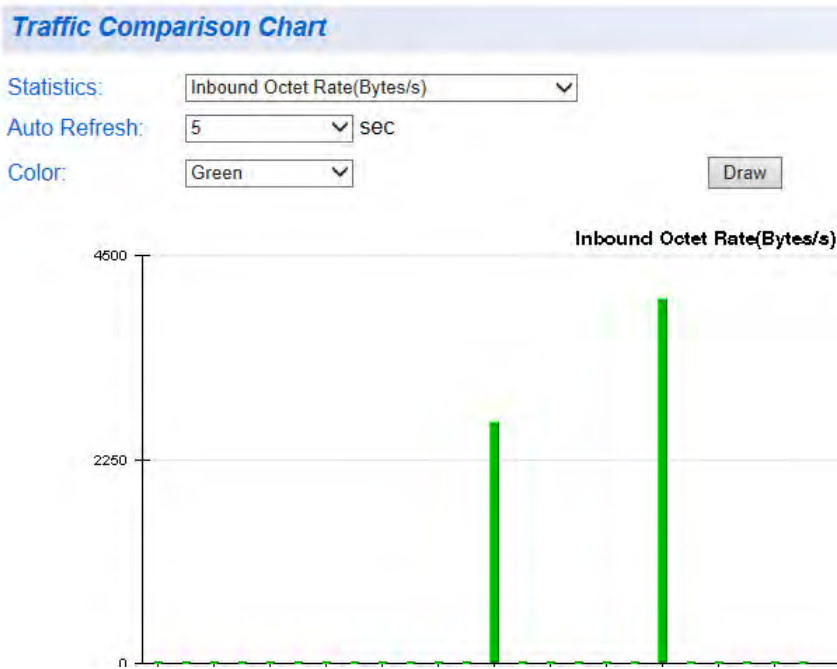 Traffic Comparison Chart
Statistics: Inbound Octet Rate(Bytes/s)
Auto Refresh: 5 sec
Color: Green Draw
Inbound Octet Rate(Bytes/s)
4500
2250
0